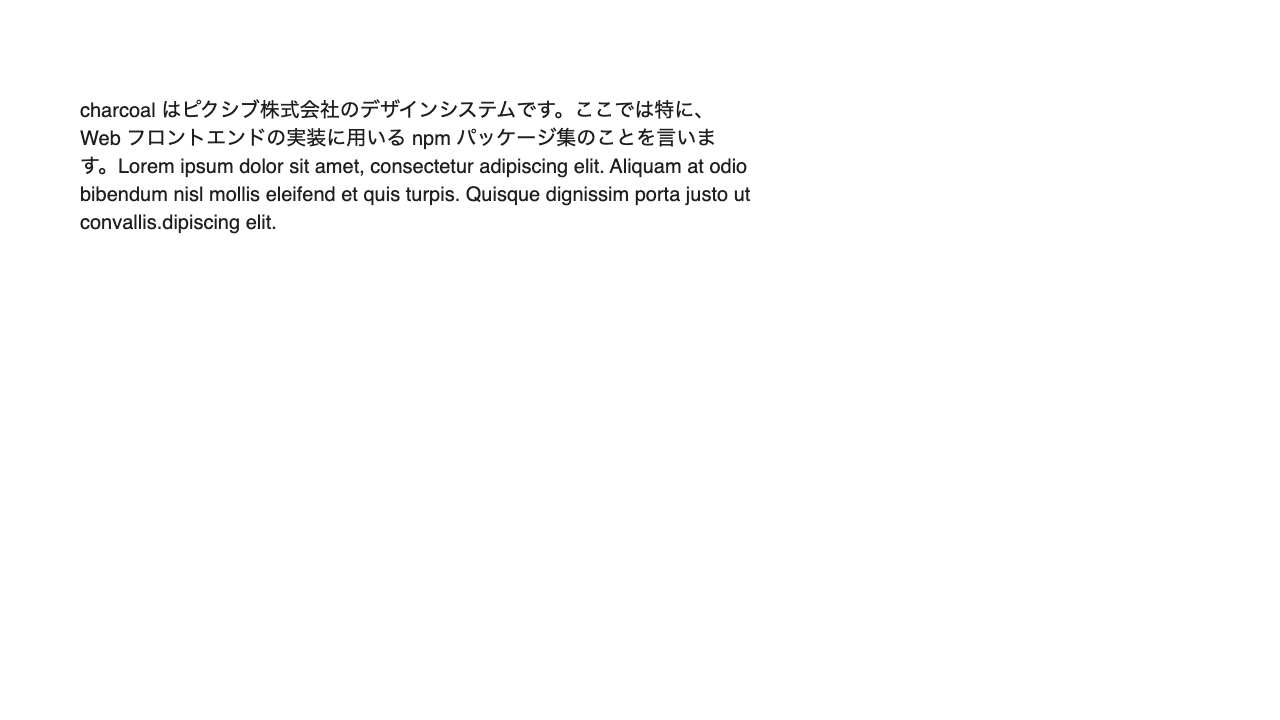 charcoal はピクシブ株式会社のデザインシステムです。ここでは特に、
Web フロントエンドの実装に用いる npm パッケージ集のことを言いま
す。Lorem ipsum dolor sit amet, consectetur adipiscing elit. Aliquam at odio
bibendum nisl mollis eleifend et quis turpis. Quisque dignissim porta justo ut
convallis.dipiscing elit.